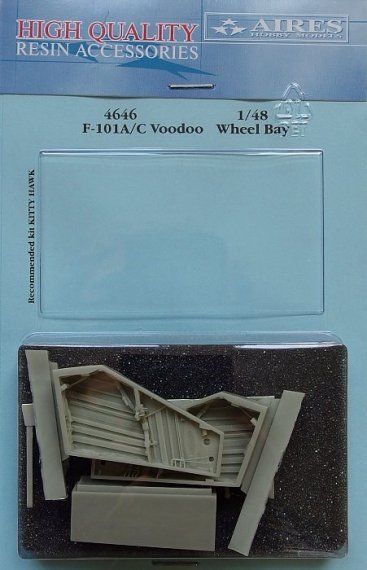 HIGH QUALITY
RESIN ACCESSORIES
AIRES
HOBBY MODELS
4646 1/48
F-101A/C Voodoo Wheel Bay
Recommended kit KITTY HAWK